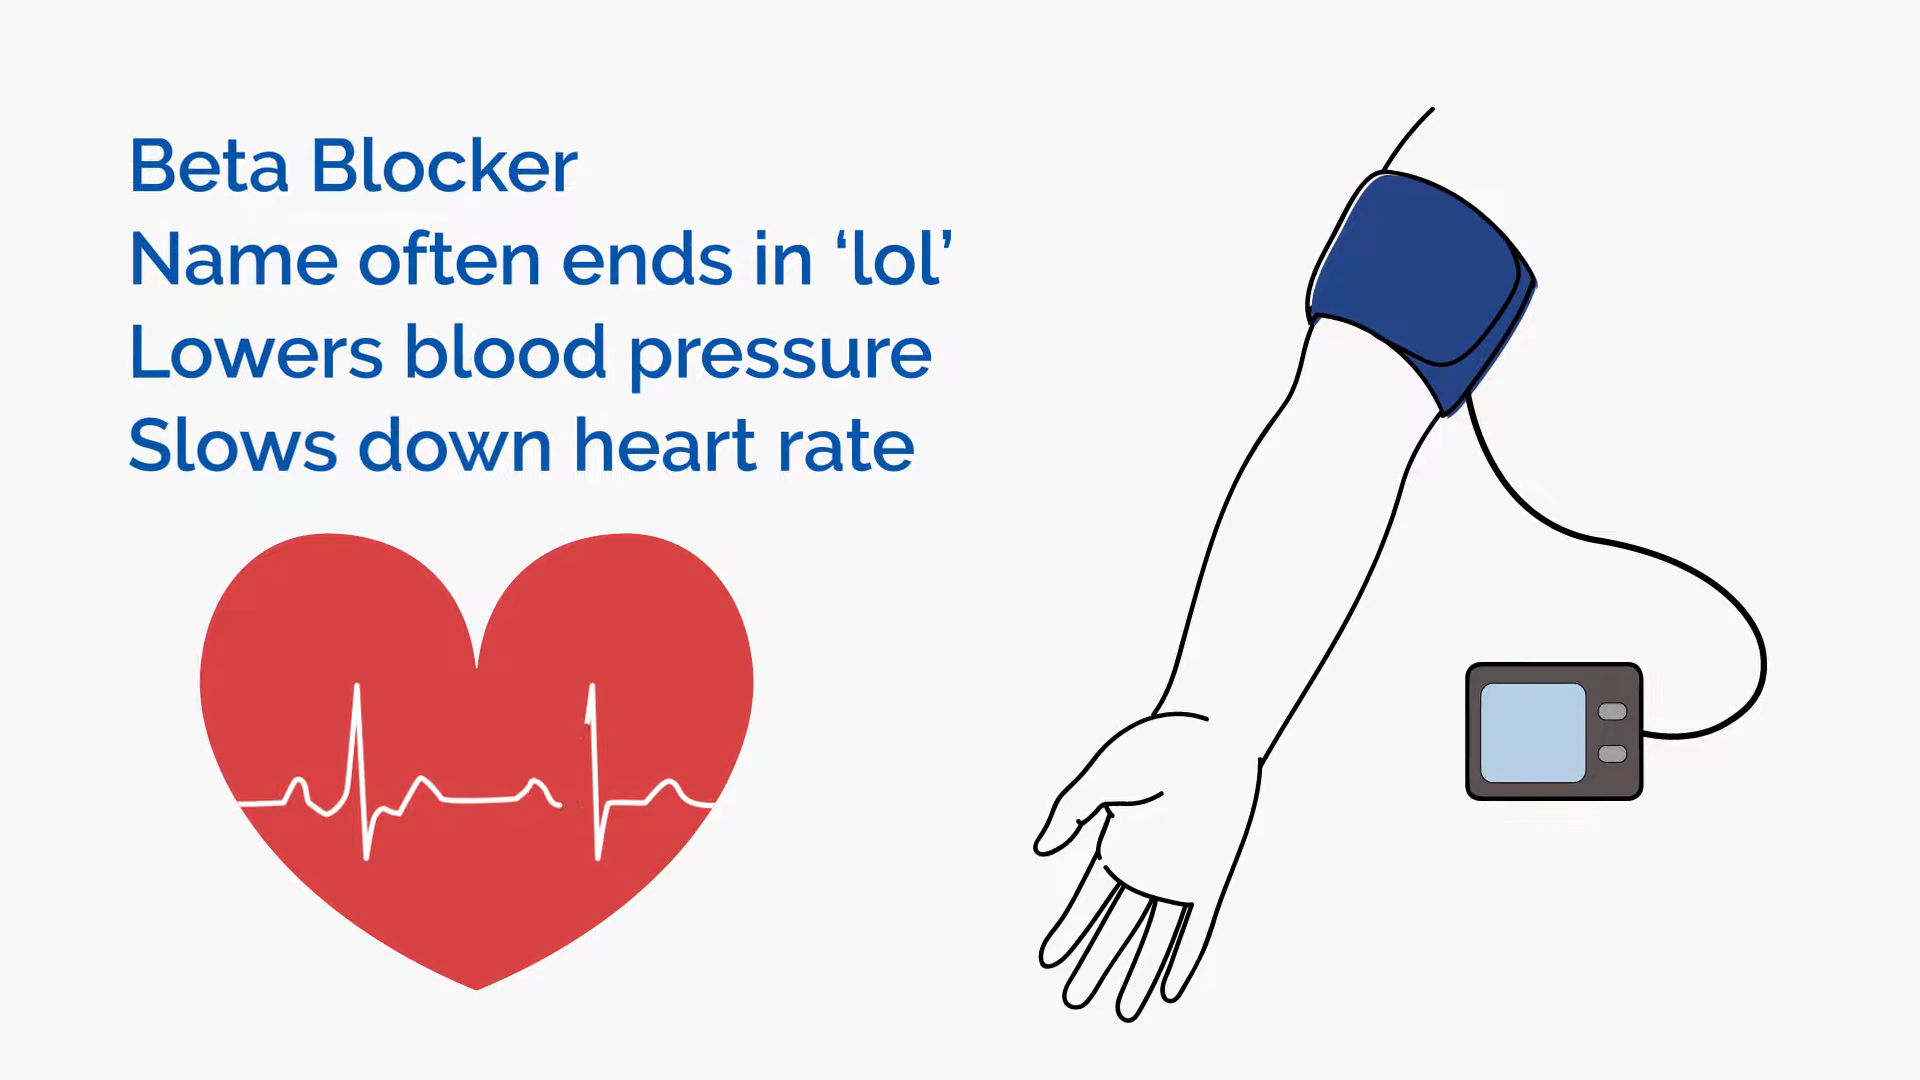 Beta Blocker
Name often ends in ‘lol’
Lowers blood pressure
Slows down heart rate